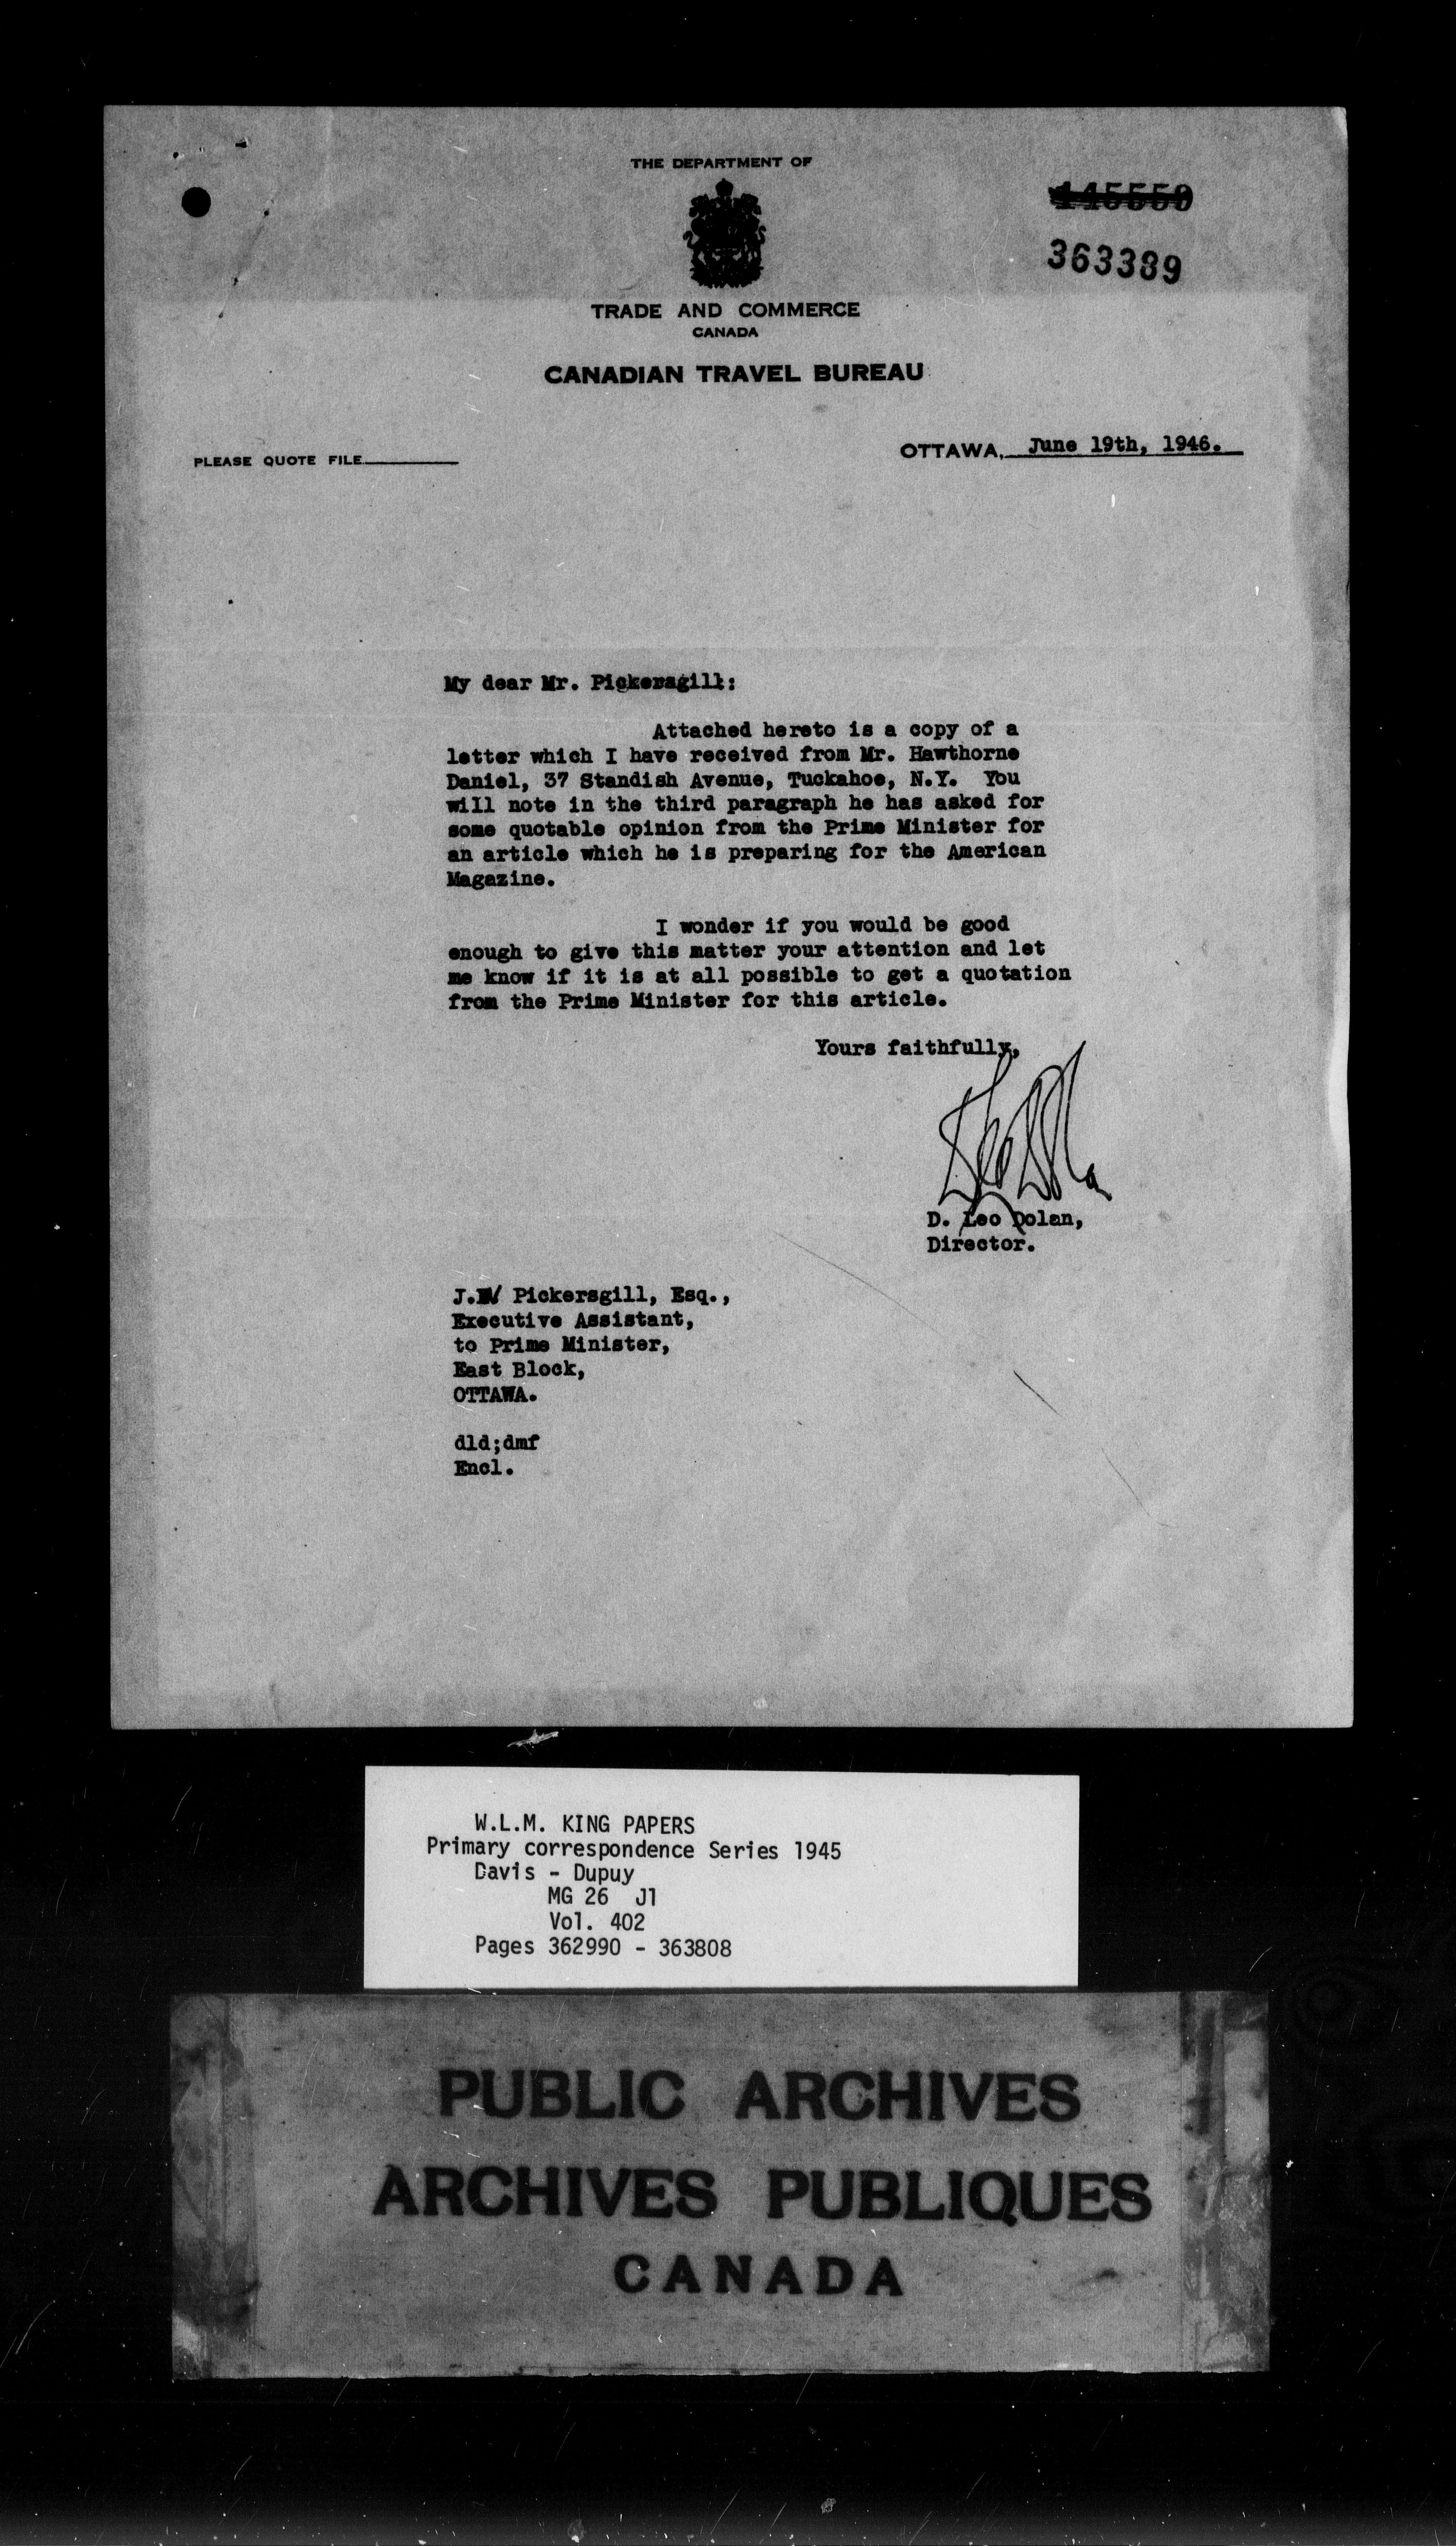 THE DEPARTMENT OF
145550
363389
TRADE AND COMMERCE
CANADA
CANADIAN TRAVEL BUREAU
PLEASE QUOTE FILE
OTTAWA, June 19th, 1946.
My dear Mr. Pickersgill:
Attached hereto is a copy of a
letter which I have received from Mr. Hawthorne
Daniel, 37 Standish Avenue, Tuckahoe, N.Y. You
will note in the third paragraph he has asked for
some quotable opinion from the Prime Minister for
an article which he is preparing for the American
Magazine.
I wonder if you would be good
enough to give this matter your attention and let
me know if it is at all possible to get a quotation
from the Prime Minister for this article.
Yours faithfully,
D. Leo Dolan,
Director.
J.W Pickersgill, Esq.,
Executive Assistant,
to Prime Minister,
East Block,
OTTAWA.
dld;dmf
Encl.
W.L.M. KING PAPERS
Primary correspondence Series 1945
Davis - Dupuy
MG 26 J1
Vol. 402
Pages 362990 - 363808
PUBLIC ARCHIVES
ARCHIVES PUBLIQUES
CANADA